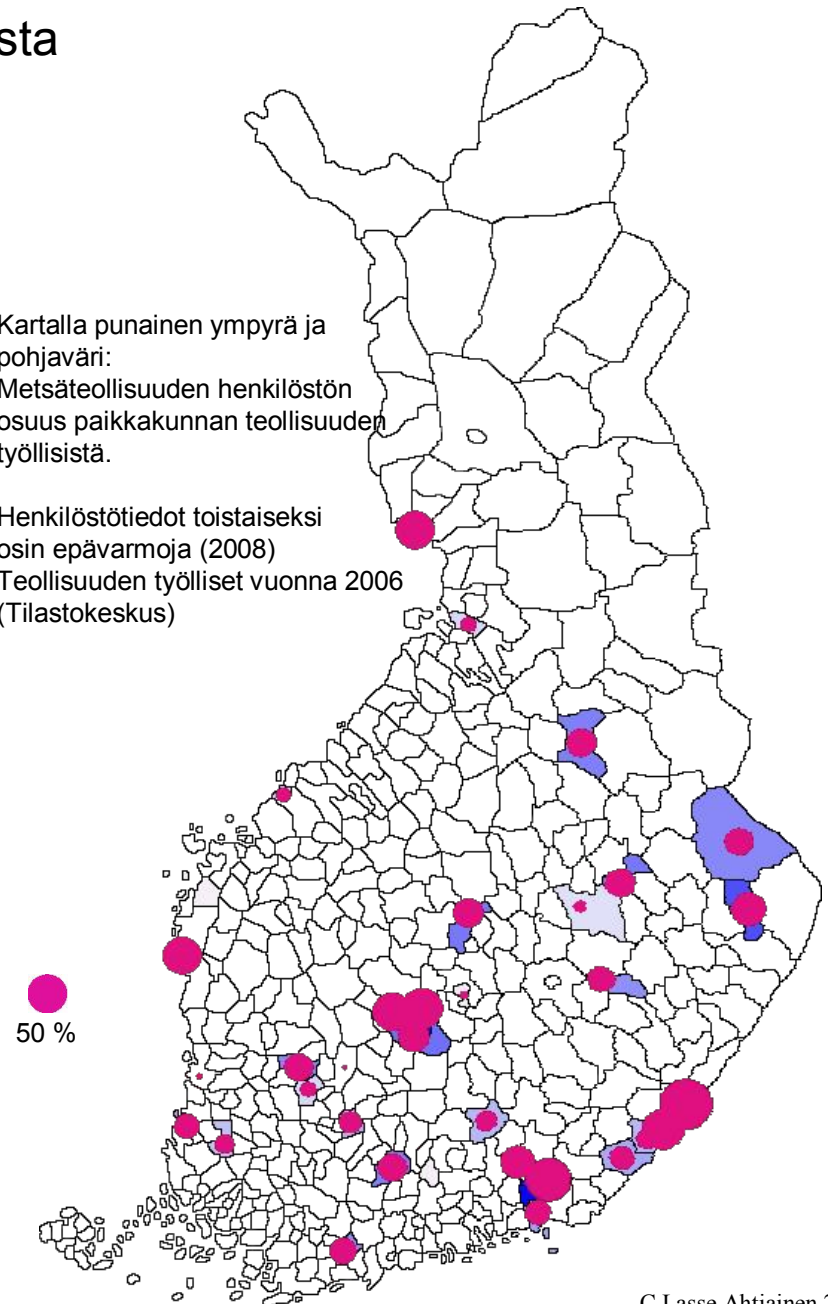 sta
Kartalla punainen ympyrä ja
pohjaväri:
Metsäteollisuuden henkilöstön
osuus paikkakunnan teollisuuden
työllisistä.
Henkilöstötiedot toistaiseksi
osin epävarmoja (2008)
Teollisuuden työlliset vuonna 2006
(Tilastokeskus)
50 %
C Lasse Ahtiainen 2